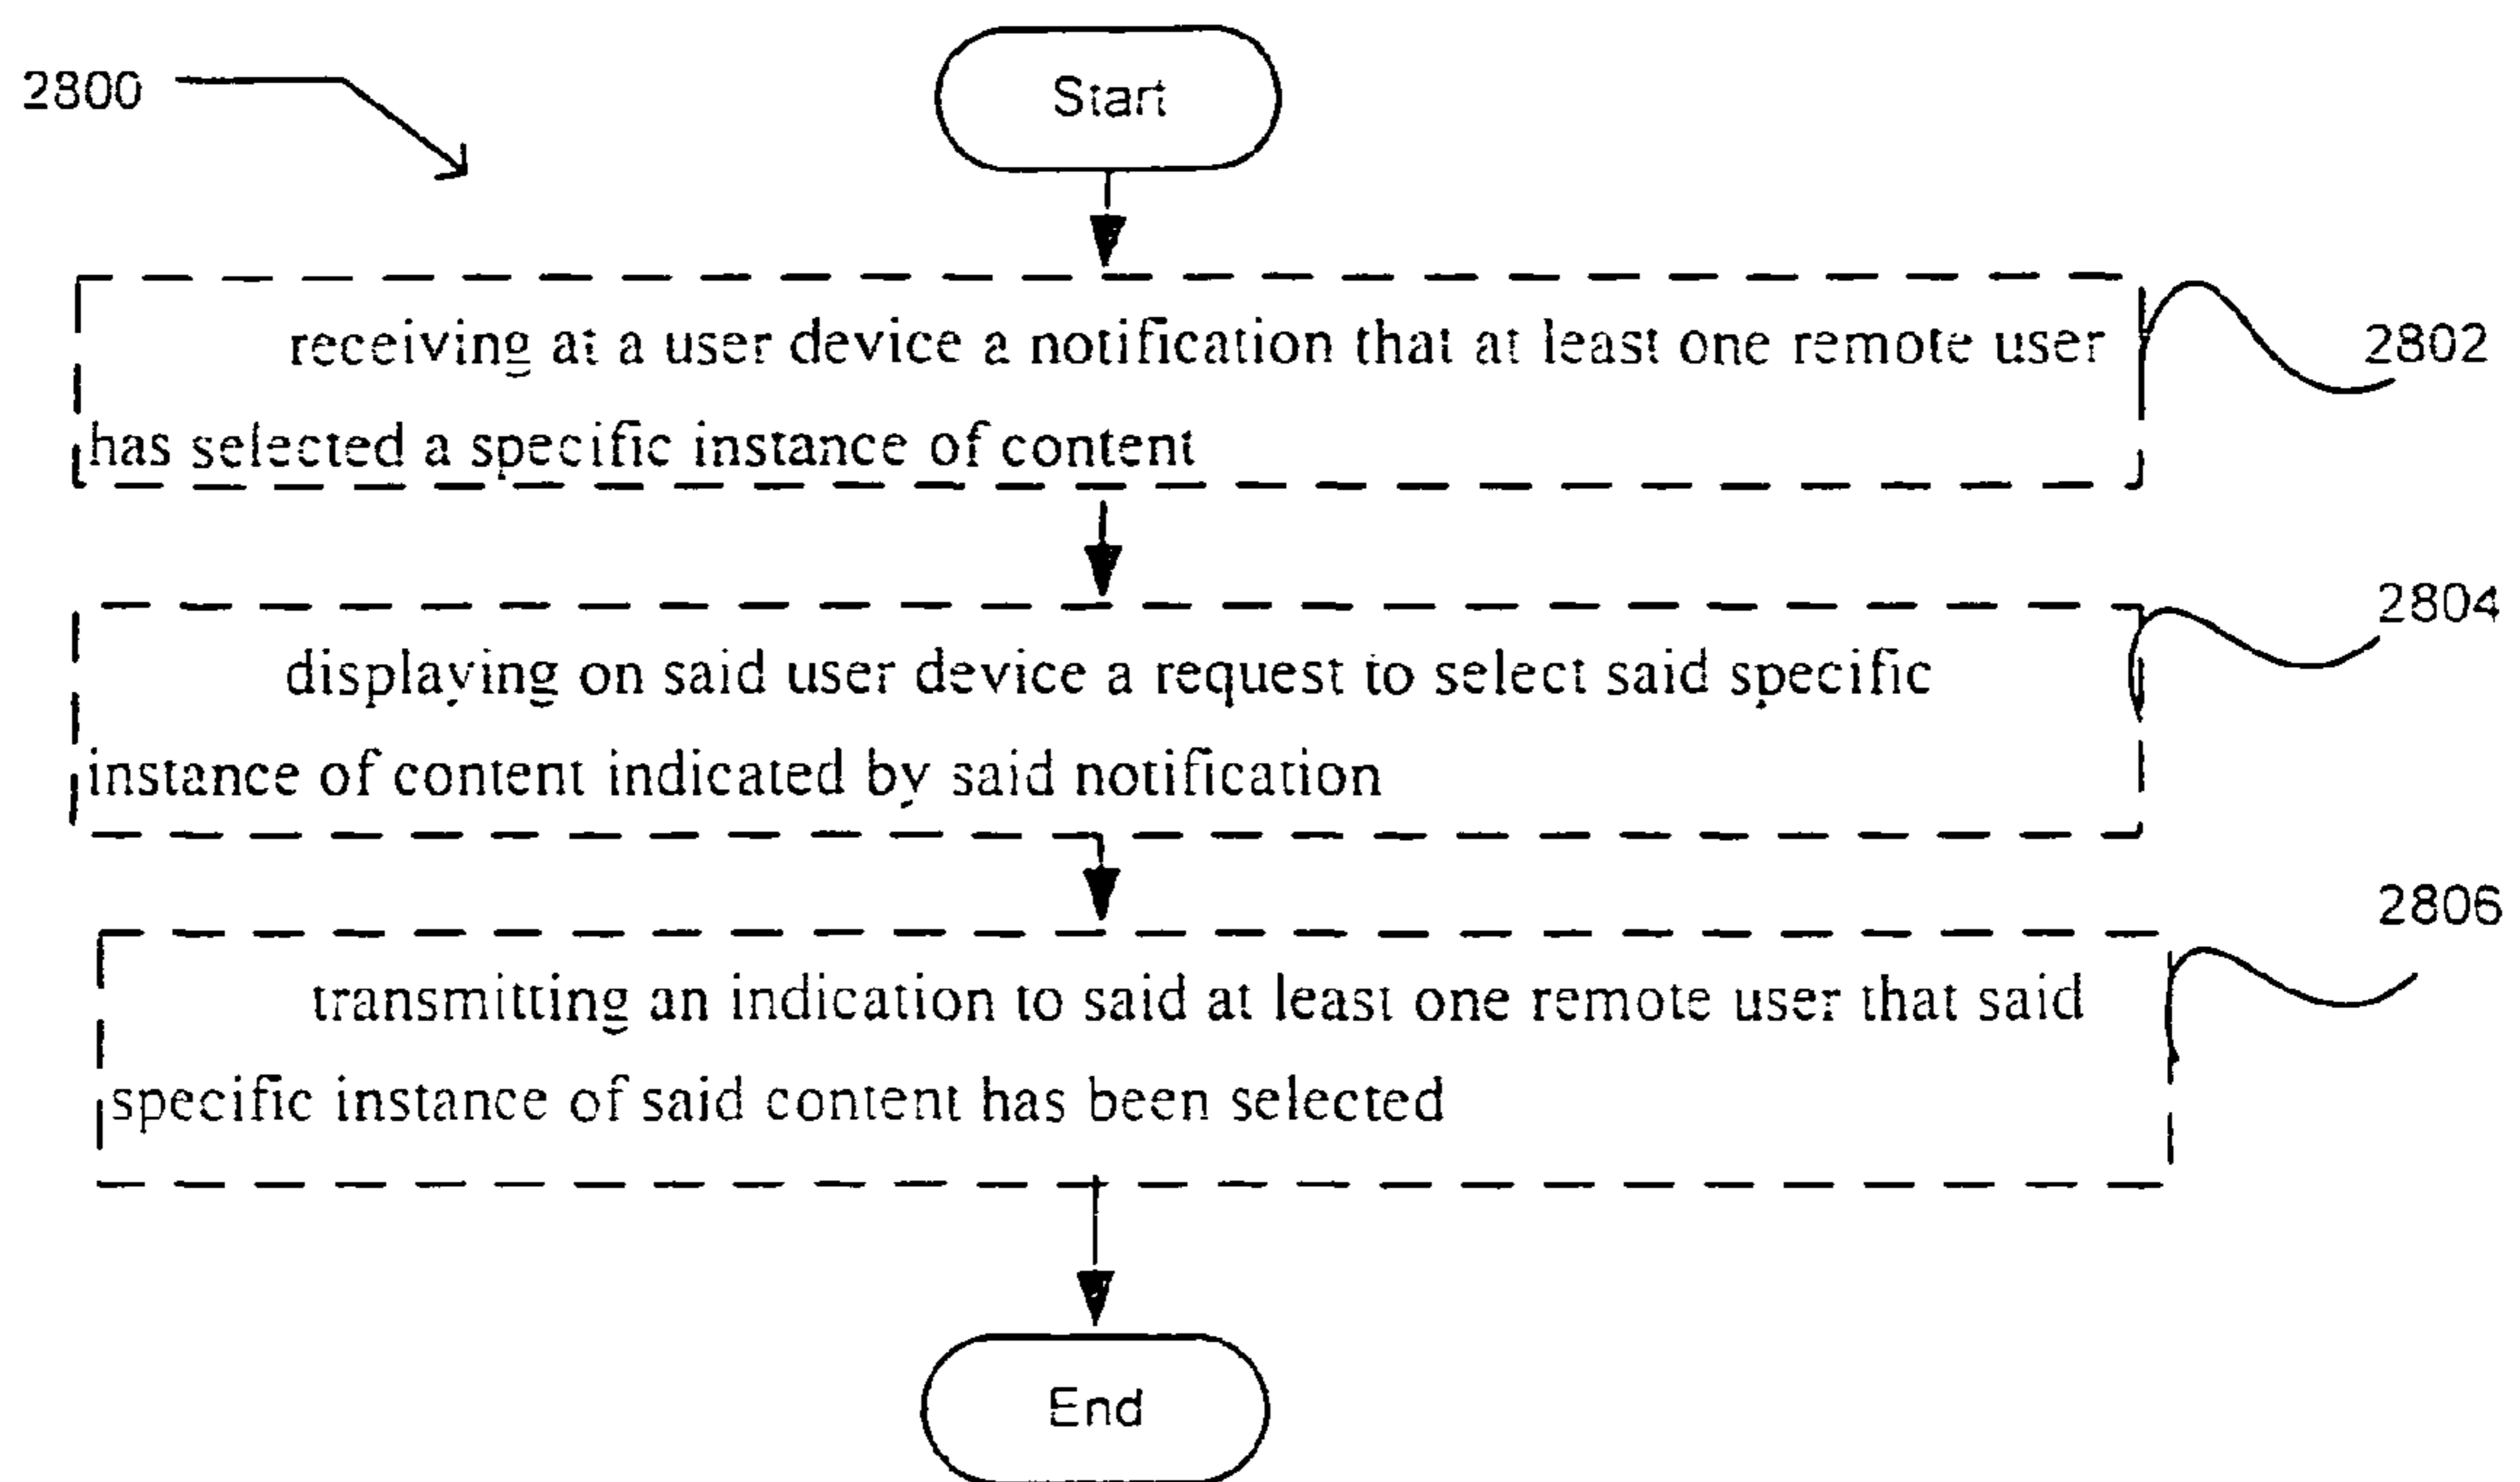 2800
Start
receiving at a user device a notification that at least one remote user
has selected a specific instance of content
2802
displaying on said user device a request to select said specific
instance of content indicated by said notification
2804
transmitting an indication to said at least one remote user that said
specific instance of said content has been selected
2806
End